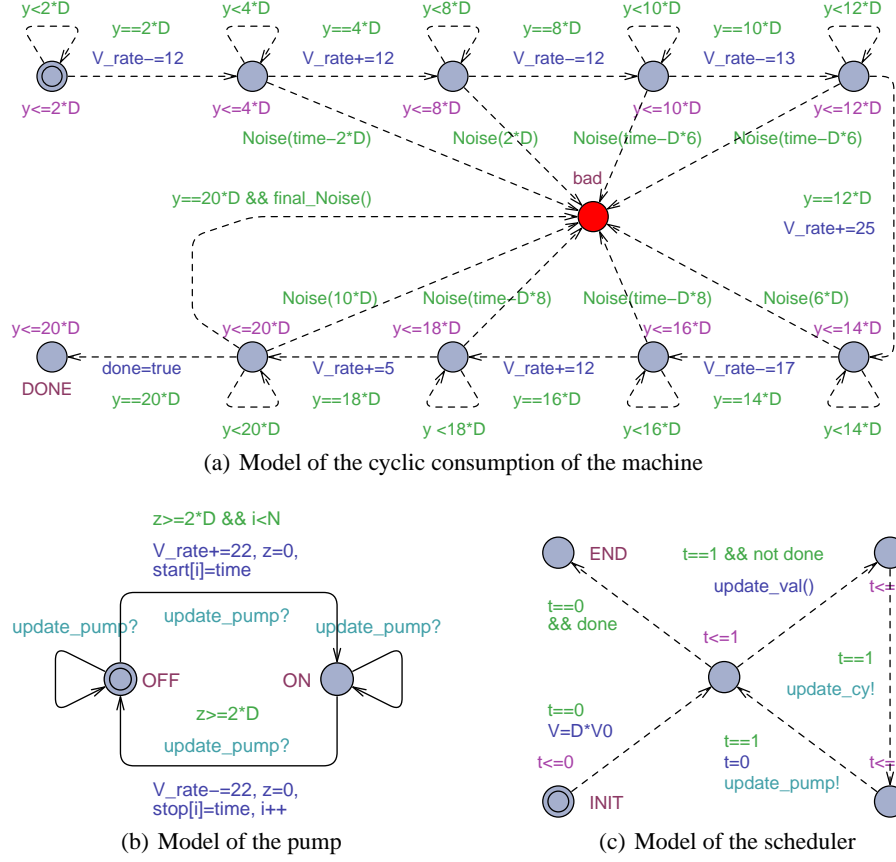 y<2*D y<4*D y<8*D y<10*D y<12*D
y==2*D y==4*D y==8*D y==10*D
V_rate−=12 V_rate+=12 V_rate−=12 V_rate−=13
y<=2*D y<=4*D y<=8*D y<=10*D y<=12*D
Noise(time−2*D) Noise(2*D) Noise(time−D*6) Noise(time−D*6)
bad
y==20*D && final_Noise() y==12*D
V_rate+=25
Noise(10*D) Noise(time−D*8) Noise(time−D*8) Noise(6*D)
y<=20*D y<=20*D y<=18*D y<=16*D y<=14*D
done=true V_rate+=5 V_rate+=12 V_rate−=17
DONE
y==20*D y==18*D y==16*D y==14*D
y<20*D y <18*D y<16*D y<14*D
(a) Model of the cyclic consumption of the machine
z>=2*D && i<N
V_rate+=22, z=0,
start[i]=time
update_pump? update_pump? update_pump?
OFF ON
z>=2*D
update_pump?
V_rate−=22, z=0,
stop[i]=time, i++
(b) Model of the pump
END t==1 && not done
update_val() t<=
t==0
&& done
t<=1
t==1
update_cy!
t==0
V=D*V0
t<=0
t==1
t=0
update_pump!
t<=
INIT
(c) Model of the scheduler